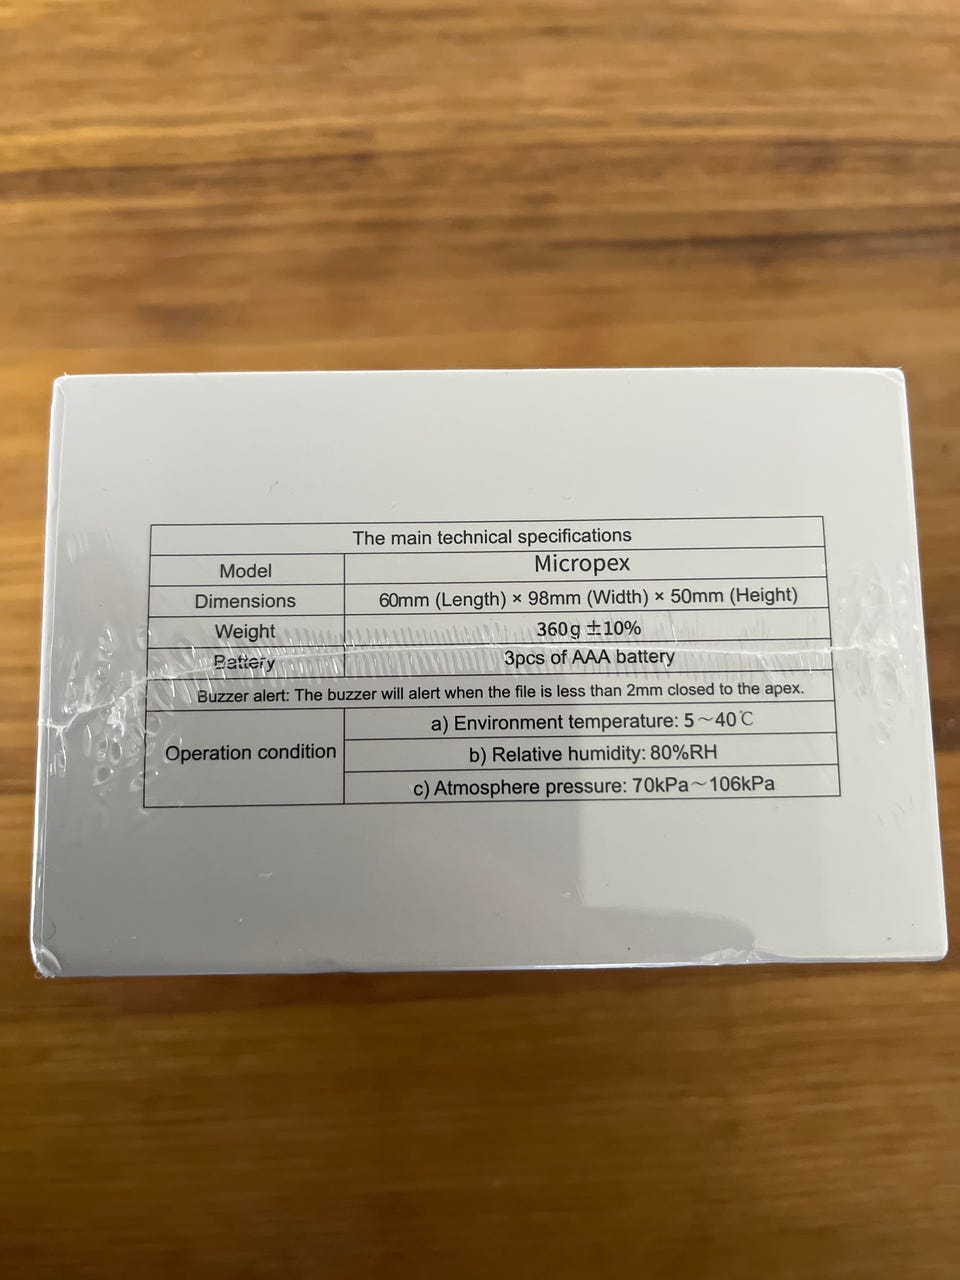 The main technical specifications
Model Micropex
Dimensions 60mm (Length) × 98mm (Width) × 50mm (Height)
Weight 360g ±10%
Battery 3pcs of AAA battery
Buzzer alert: The buzzer will alert when the file is less than 2mm closed to the apex.
Operation condition
a) Environment temperature: 5～40℃
b) Relative humidity: 80%RH
c) Atmosphere pressure: 70kPa～106kPa